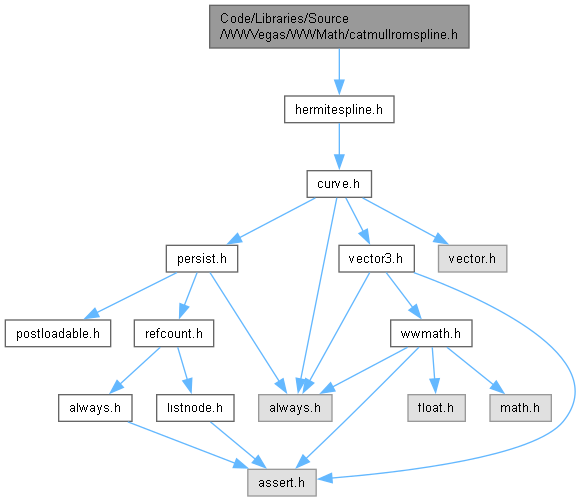 Code/Libraries/Source
/WWVegas/WWMath/catmullromspline.h
hermitespline.h
curve.h
persist.h
vector3.h
vector.h
postloadable.h
refcount.h
wwmath.h
always.h
listnode.h
always.h
float.h
math.h
assert.h